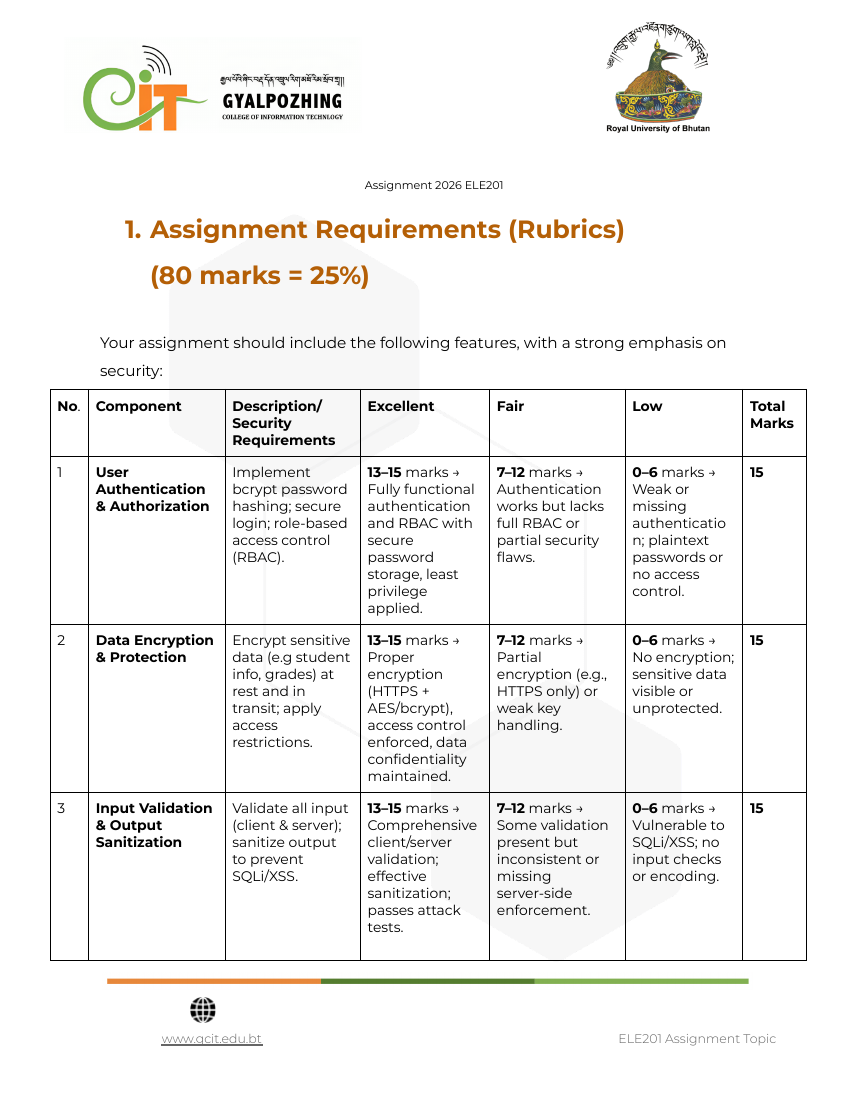 GYALPOZHING
COLLEGE OF INFORMATION TECHNLOGY
Royal University of Bhutan
Assignment 2026 ELE201
1. Assignment Requirements (Rubrics)
(80 marks = 25%)
Your assignment should include the following features, with a strong emphasis on
security:
No. Component Description/ Security Requirements Excellent Fair Low Total Marks
1
User
Authentication
& Authorization
Implement
bcrypt password
hashing; secure
login; role-based
access control
(RBAC).
13–15 marks →
Fully functional
authentication
and RBAC with
secure
password
storage, least
privilege
applied.
7–12 marks →
Authentication
works but lacks
full RBAC or
partial security
flaws.
0–6 marks →
Weak or
missing
authenticatio
n; plaintext
passwords or
no access
control.
15
2
Data Encryption
& Protection
Encrypt sensitive
data (e.g student
info, grades) at
rest and in
transit; apply
access
restrictions.
13–15 marks →
Proper
encryption
(HTTPS +
AES/bcrypt),
access control
enforced, data
confidentiality
maintained.
7–12 marks →
Partial
encryption (e.g.,
HTTPS only) or
weak key
handling.
0–6 marks →
No encryption;
sensitive data
visible or
unprotected.
15
3
Input Validation
& Output
Sanitization
Validate all input
(client & server);
sanitize output
to prevent
SQLi/XSS.
13–15 marks →
Comprehensive
client/server
validation;
effective
sanitization;
passes attack
tests.
7–12 marks →
Some validation
present but
inconsistent or
missing
server-side
enforcement.
0–6 marks →
Vulnerable to
SQLi/XSS; no
input checks
or encoding.
15
www.gcit.edu.bt
ELE201 Assignment Topic